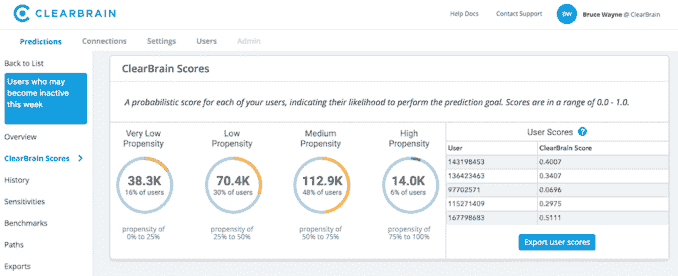 CLEARBRAIN
Help Docs
Contact Support
BW
Bruce Wayne @ ClearBrain
Predictions
Connections
Settings
Users
Admin
Back to List
Users who may
become inactive
this week
Overview
ClearBrain Scores
History
Sensitivities
Benchmarks
Paths
Exports
ClearBrain Scores
A probabilistic score for each of your users, indicating their likelihood to perform the prediction goal. Scores are in a range of 0.0 - 1.0.
Very Low
Propensity
38.3K
16% of users
propensity of
0% to 25%
Low
Propensity
70.4K
30% of users
propensity of
25% to 50%
Medium
Propensity
112.9K
48% of users
propensity of
50% to 75%
High
Propensity
14.0K
6% of users
propensity of
75% to 100%
User Scores ?
User ClearBrain Score
143198453 0.4007
136423463 0.3407
97702571 0.0696
115271409 0.2975
167798683 0.5111
Export user scores